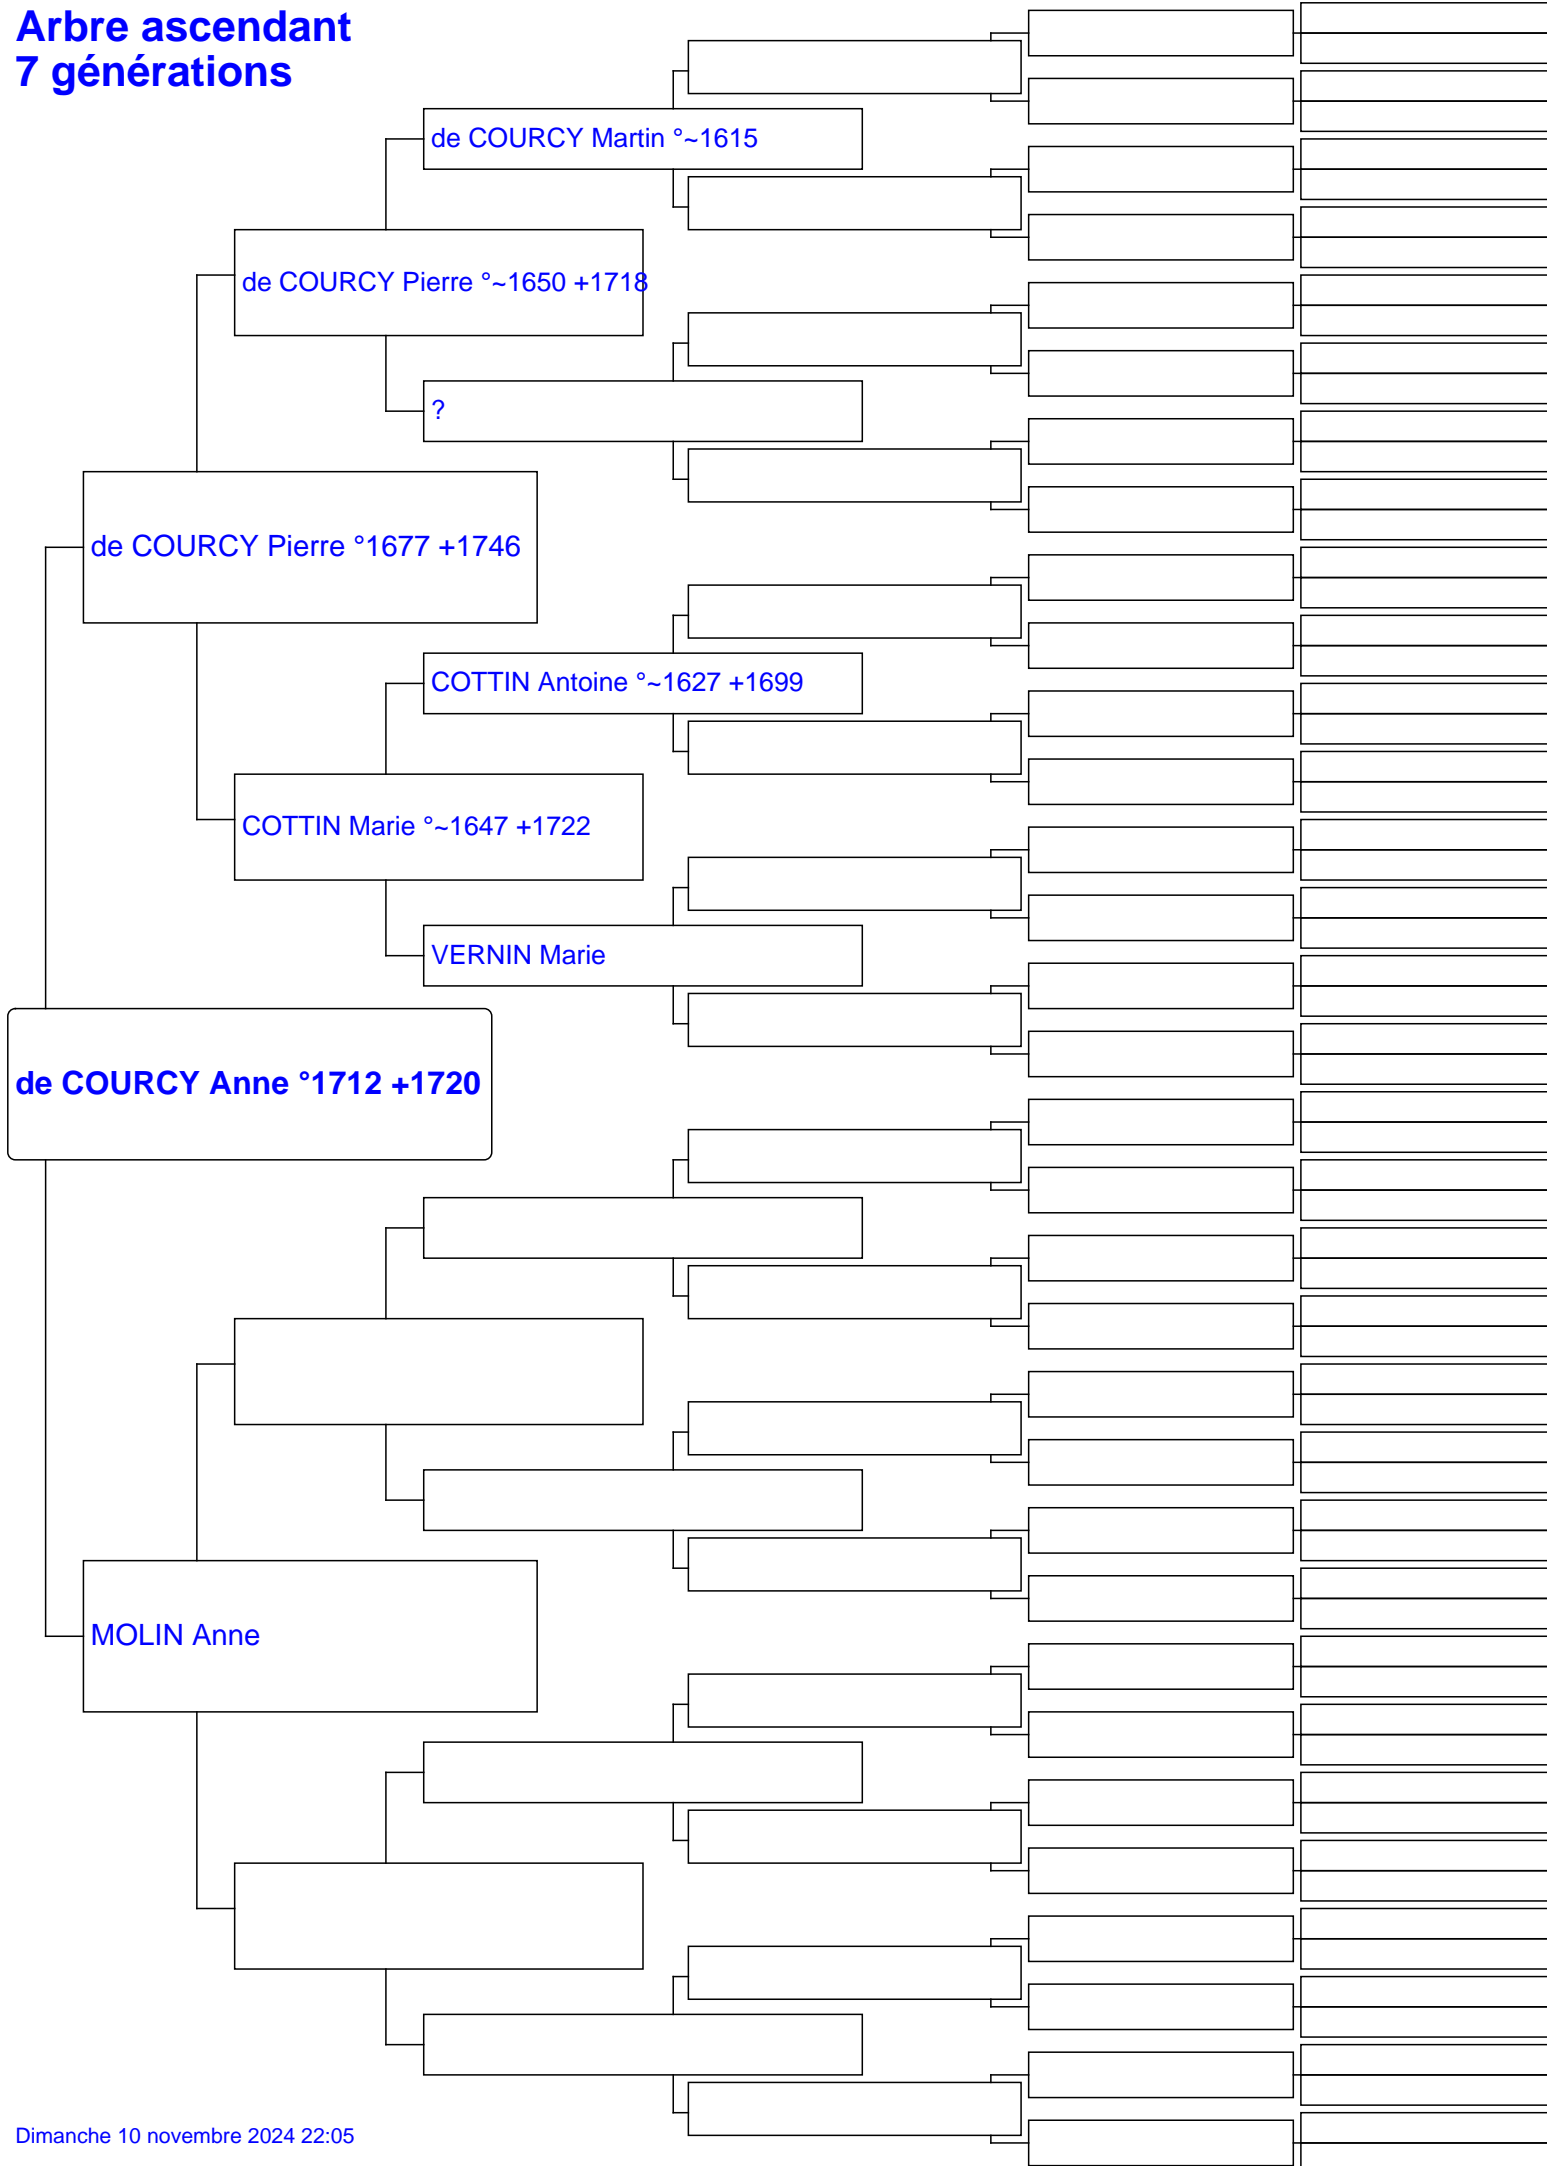 Arbre ascendant
7 générations
de COURCY Martin °~1615
de COURCY Pierre °~1650 +1718
?
de COURCY Pierre °1677 +1746
COTTIN Antoine °~1627 +1699
COTTIN Marie °~1647 +1722
VERNIN Marie
de COURCY Anne °1712 +1720
MOLIN Anne
Dimanche 10 novembre 2024 22:05